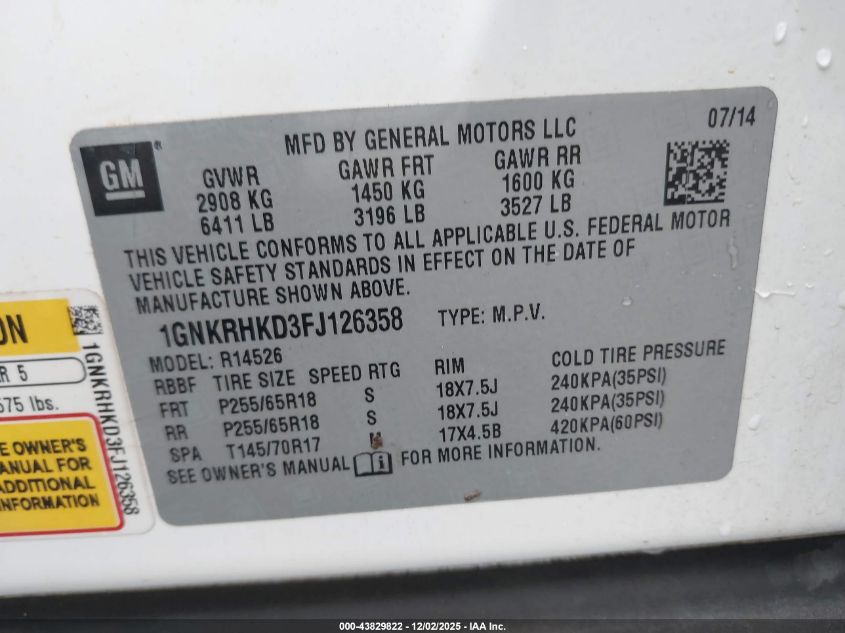 07/14
MFD BY GENERAL MOTORS LLC
GM
GVWR GAWR FRT GAWR RR
2908 KG 1450 KG 1600 KG
6411 LB 3196 LB 3527 LB
THIS VEHICLE CONFORMS TO ALL APPLICABLE U.S. FEDERAL MOTOR
VEHICLE SAFETY STANDARDS IN EFFECT ON THE DATE OF
MANUFACTURE SHOWN ABOVE.
1GNKRHKD3FJ126358 TYPE: M.P.V.
MODEL: R14526
RBBF TIRE SIZE SPEED RTG RIM COLD TIRE PRESSURE
FRT P255/65R18 S 18X7.5J 240KPA(35PSI)
RR P255/65R18 S 18X7.5J 240KPA(35PSI)
SPA T145/70R17 17X4.5B 420KPA(60PSI)
SEE OWNER'S MANUAL FOR MORE INFORMATION.
ON
R 5
575 lbs.
E OWNER'S
ANUAL FOR
ADDITIONAL
INFORMATION
1GNKRHKD3FJ126358
000-43829822 - 12/02/2025 - IAA Inc.